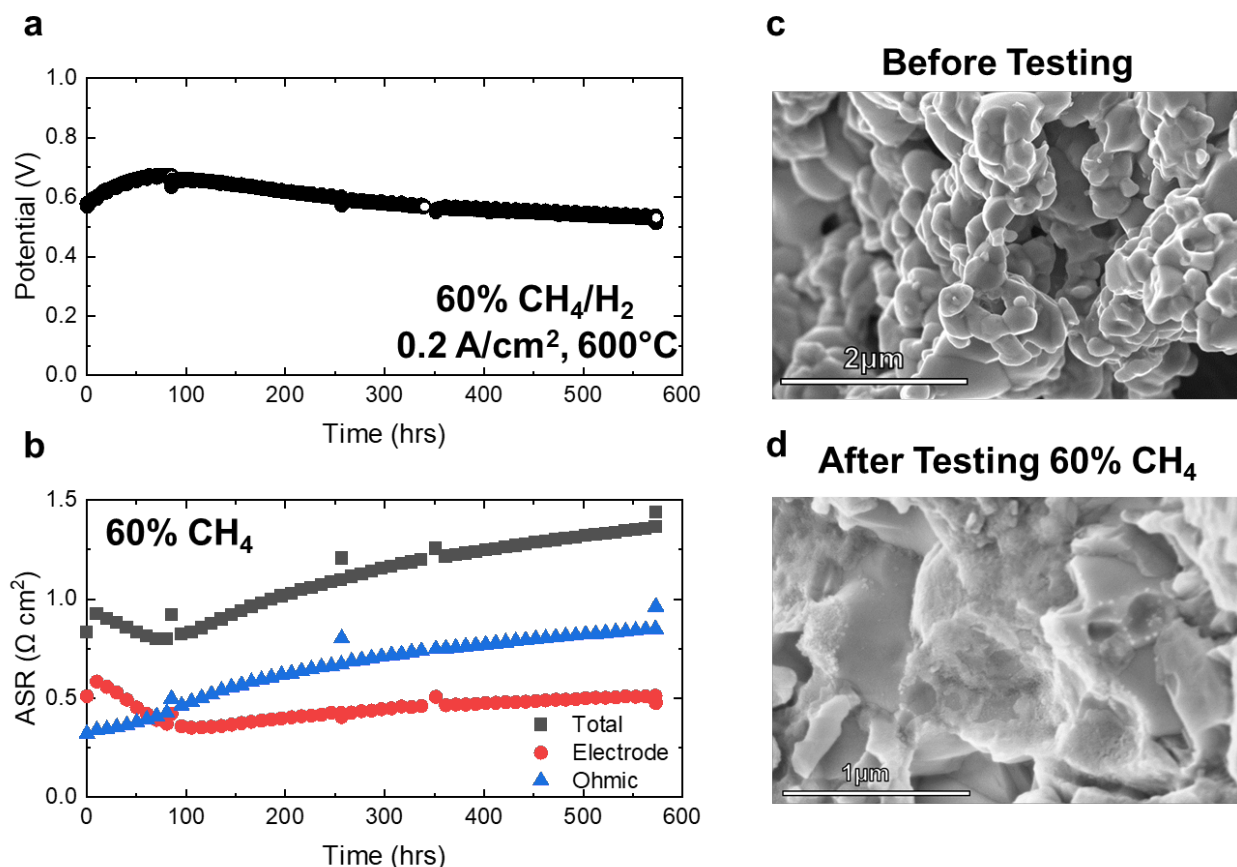 a
1.0
0.8
0.6
0.4
0.2
0.0
Potential (V)
60% CH₄/H₂
0.2 A/cm², 600°C
0 100 200 300 400 500 600
Time (hrs)
b
1.5
1.0
0.5
0.0
ASR (Ω cm²)
60% CH₄
Total
Electrode
Ohmic
0 100 200 300 400 500 600
Time (hrs)
c
Before Testing
2µm
d
After Testing 60% CH₄
1µm